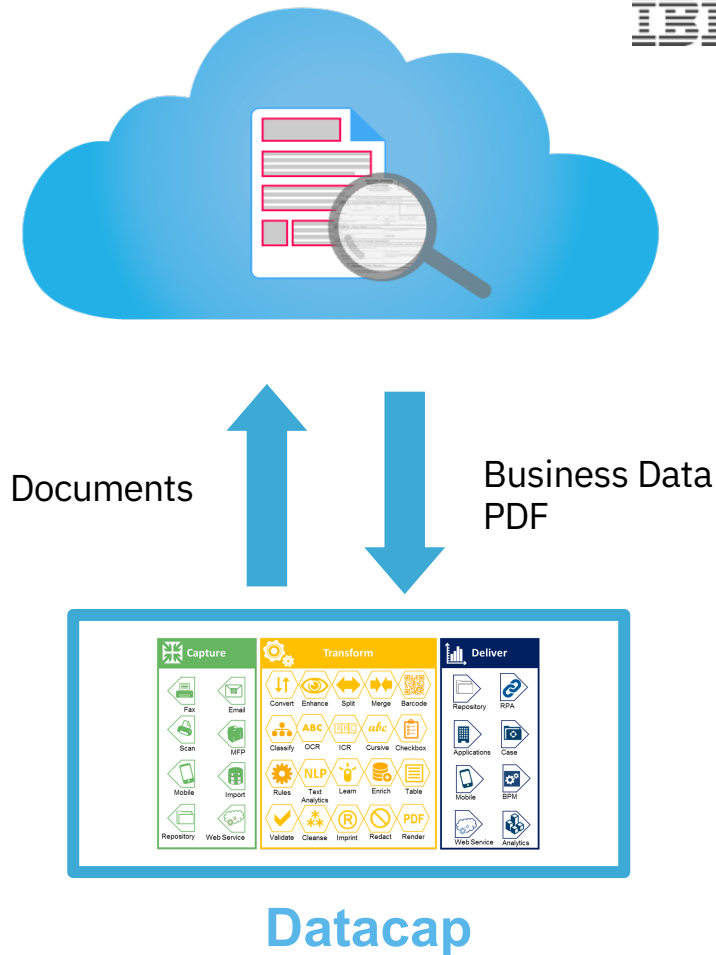 Documents
Business Data
PDF
Capture
Transform
Deliver
Fax
Email
Scan
MFP
Mobile
Import
Repository
Web Service
Convert
Enhance
Split
Merge
Barcode
ABC
abc
Classify
OCR
ICR
Cursive
Checkbox
NLP
Rules
Text
Analytics
Learn
Enrich
Table
R
PDF
Validate
Cleanse
Imprint
Redact
Render
Repository
RPA
Applications
Case
Mobile
BPM
Web Service
Analytics
Datacap